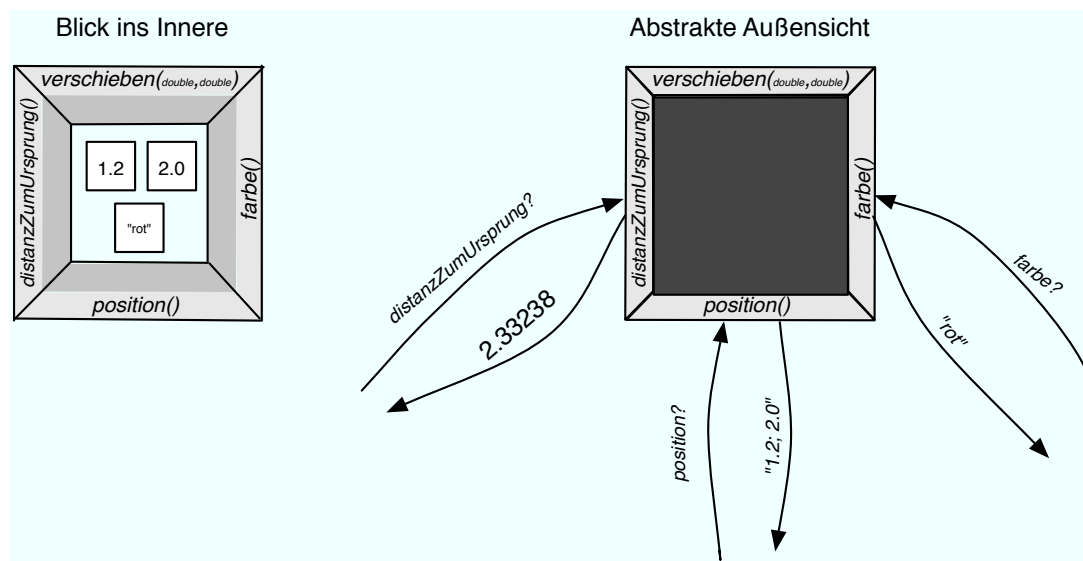 Blick ins Innere
verschieben(double,double)
distanzZumUrsprung()
1.2
2.0
"rot"
farbe()
position()
Abstrakte Außensicht
verschieben(double,double)
distanzZumUrsprung()
farbe()
position()
distanzZumUrsprung?
2.33238
position?
"1.2; 2.0"
farbe?
"rot"